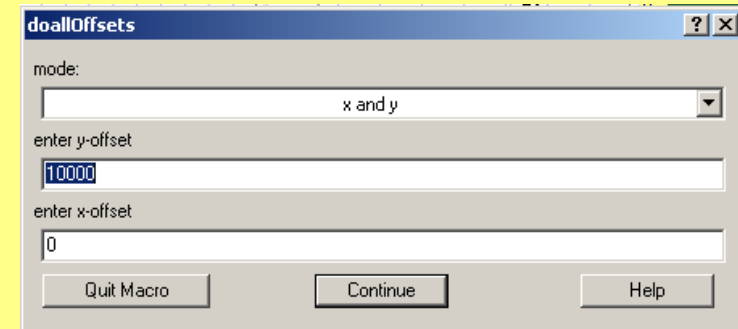 doallOffsets
mode:
x and y
enter y-offset
10000
enter x-offset
0
Quit Macro Continue Help